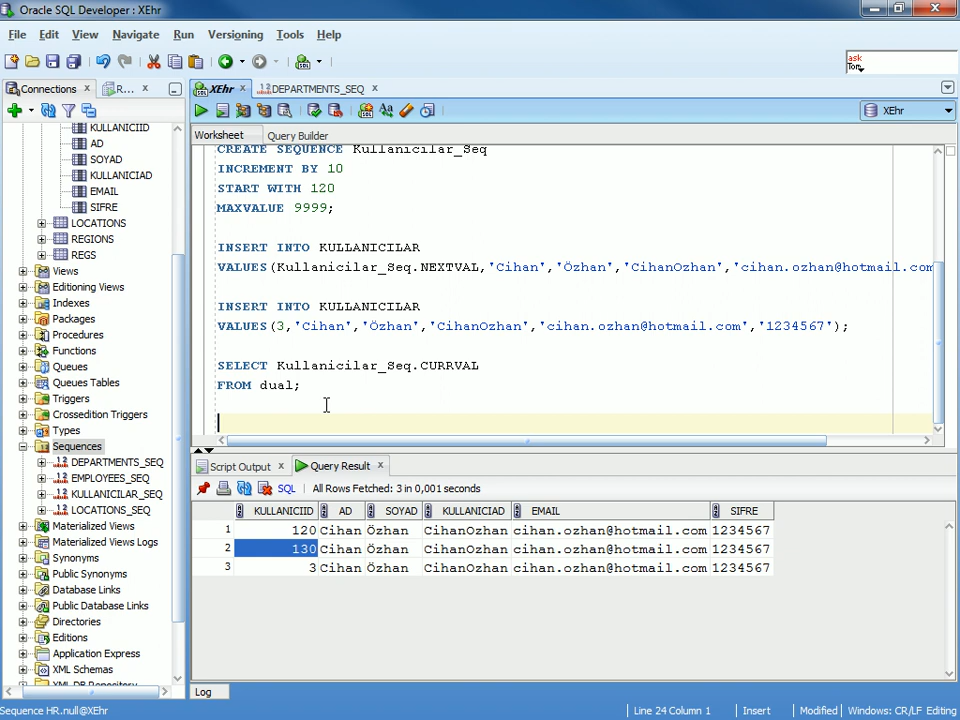 Oracle SQL Developer : XEhr
File Edit View Navigate Run Versioning Tools Help
ask
Tom
Connections R...
XEhr DEPARTMENTS_SEQ
XEhr
Worksheet Query Builder
KULLANICIID
AD
SOYAD
KULLANICIAD
EMAIL
SIFRE
LOCATIONS
REGIONS
REGS
Views
Editioning Views
Indexes
Packages
Procedures
Functions
Queues
Queues Tables
Triggers
Crossedition Triggers
Types
Sequences
DEPARTMENTS_SEQ
EMPLOYEES_SEQ
KULLANICILAR_SEQ
LOCATIONS_SEQ
Materialized Views
Materialized Views Logs
Synonyms
Public Synonyms
Database Links
Public Database Links
Directories
Editions
Application Express
XML Schemas
XML DB Repository
CREATE SEQUENCE Kullanicilar_Seq
INCREMENT BY 10
START WITH 120
MAXVALUE 9999;
INSERT INTO KULLANICILAR
VALUES(Kullanicilar_Seq.NEXTVAL,'Cihan','Özhan','CihanOzhan','cihan.ozhan@hotmail.com
INSERT INTO KULLANICILAR
VALUES(3,'Cihan','Özhan','CihanOzhan','cihan.ozhan@hotmail.com','1234567');
SELECT Kullanicilar_Seq.CURRVAL
FROM dual;
Script Output Query Result
SQL All Rows Fetched: 3 in 0,001 seconds
KULLANICIID AD SOYAD KULLANICIAD EMAIL SIFRE
1 120 Cihan Özhan CihanOzhan cihan.ozhan@hotmail.com 1234567
2 130 Cihan Özhan CihanOzhan cihan.ozhan@hotmail.com 1234567
3 3 Cihan Özhan CihanOzhan cihan.ozhan@hotmail.com 1234567
Log
Sequence HR.null@XEhr Line 24 Column 1 Insert Modified Windows: CR/LF Editing